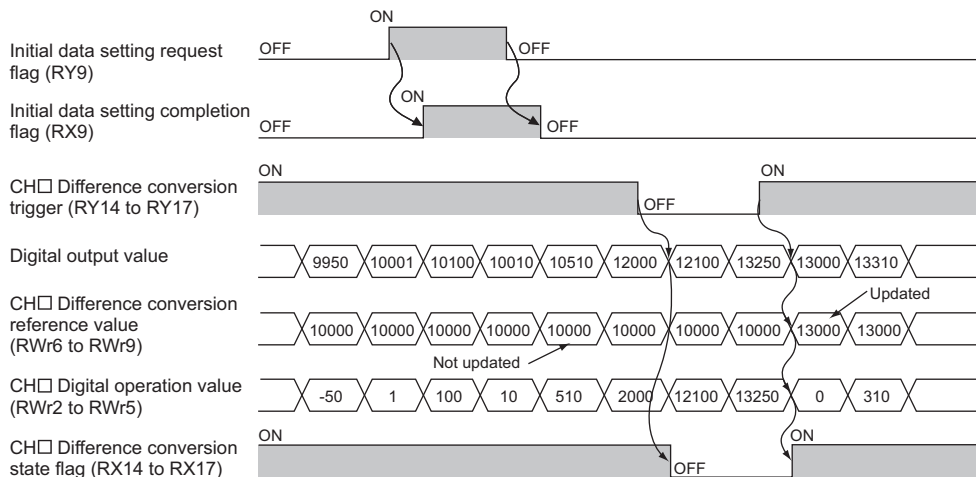 ON
Initial data setting request
flag (RY9)
OFF
OFF
Initial data setting completion
flag (RX9)
ON
OFF
OFF
CH□ Difference conversion
trigger (RY14 to RY17)
ON
OFF
ON
Digital output value
9950 10001 10100 10010 10510 12000 12100 13250 13000 13310
CH□ Difference conversion
reference value
(RWr6 to RWr9)
Updated
10000 10000 10000 10000 10000 10000 10000 10000 13000 13000
Not updated
CH□ Digital operation value
(RWr2 to RWr5)
-50 1 100 10 510 2000 12100 13250 0 310
CH□ Difference conversion
state flag (RX14 to RX17)
ON
OFF
ON